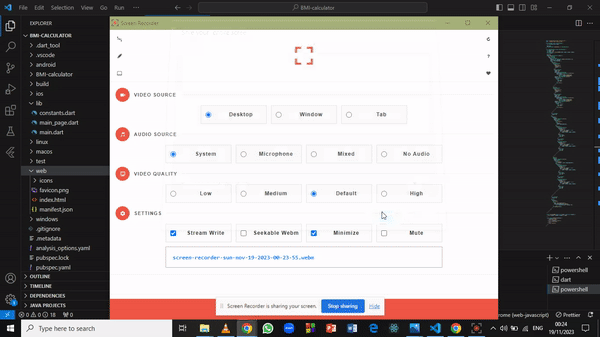 File Edit Selection View
BMI-calculator
Screen Recorder
EXPLORER
BMI-CALCULATOR
.dart_tool
.vscode
android
BMI-calculator
build
ios
lib
constants.dart
main_page.dart
main.dart
linux
macos
test
web
icons
favicon.png
index.html
manifest.json
windows
.gitignore
.metadata
analysis_options.yaml
pubspec.lock
pubspec.yaml
OUTLINE
TIMELINE
DEPENDENCIES
JAVA PROJECTS
VIDEO SOURCE
Desktop Window Tab
AUDIO SOURCE
System Microphone Mixed No Audio
VIDEO QUALITY
Low Medium Default High
SETTINGS
Stream Write Seekable Webm Minimize Mute
screen-recorder-sun-nov-19-2023-00-23-55.webm
Screen Recorder is sharing your screen. Stop sharing Hide
powershell
dart
powershell
(web-javascript) Prettier
Type here to search
ENG
00:24
19/11/2023